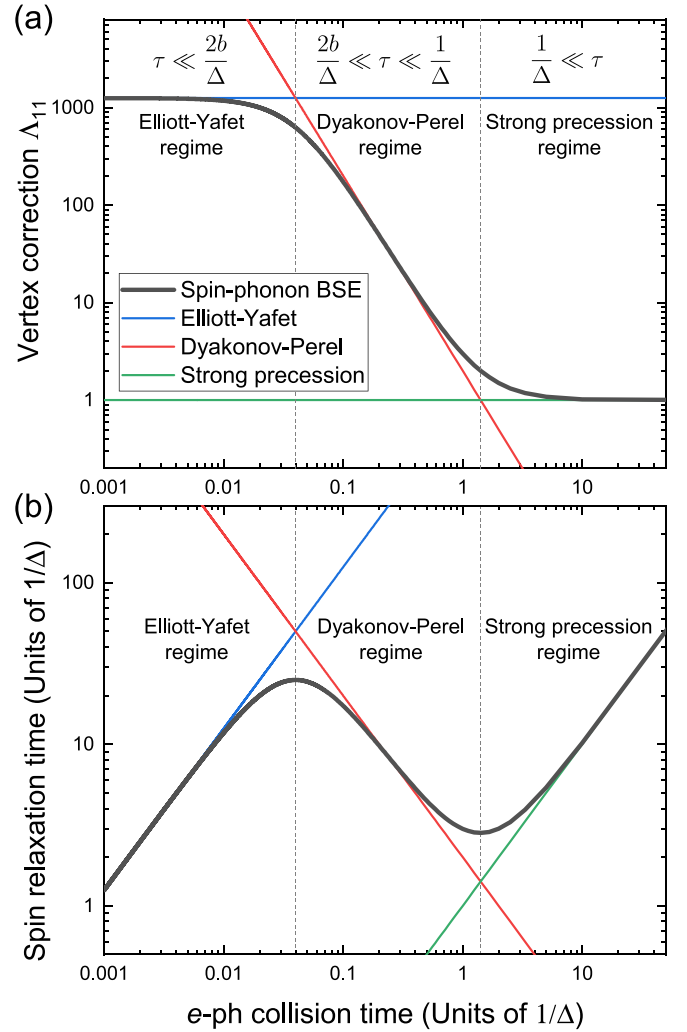 (a)
τ ≪ 2b/Δ
2b/Δ ≪ τ ≪ 1/Δ
1/Δ ≪ τ
1000
100
10
1
Vertex correction Λ₁₁
Elliott-Yafet
regime
Dyakonov-Perel
regime
Strong precession
regime
Spin-phonon BSE
Elliott-Yafet
Dyakonov-Perel
Strong precession
0.001
0.01
0.1
1
10
(b)
100
10
1
Spin relaxation time (Units of 1/Δ)
Elliott-Yafet
regime
Dyakonov-Perel
regime
Strong precession
regime
0.001
0.01
0.1
1
10
e-ph collision time (Units of 1/Δ)